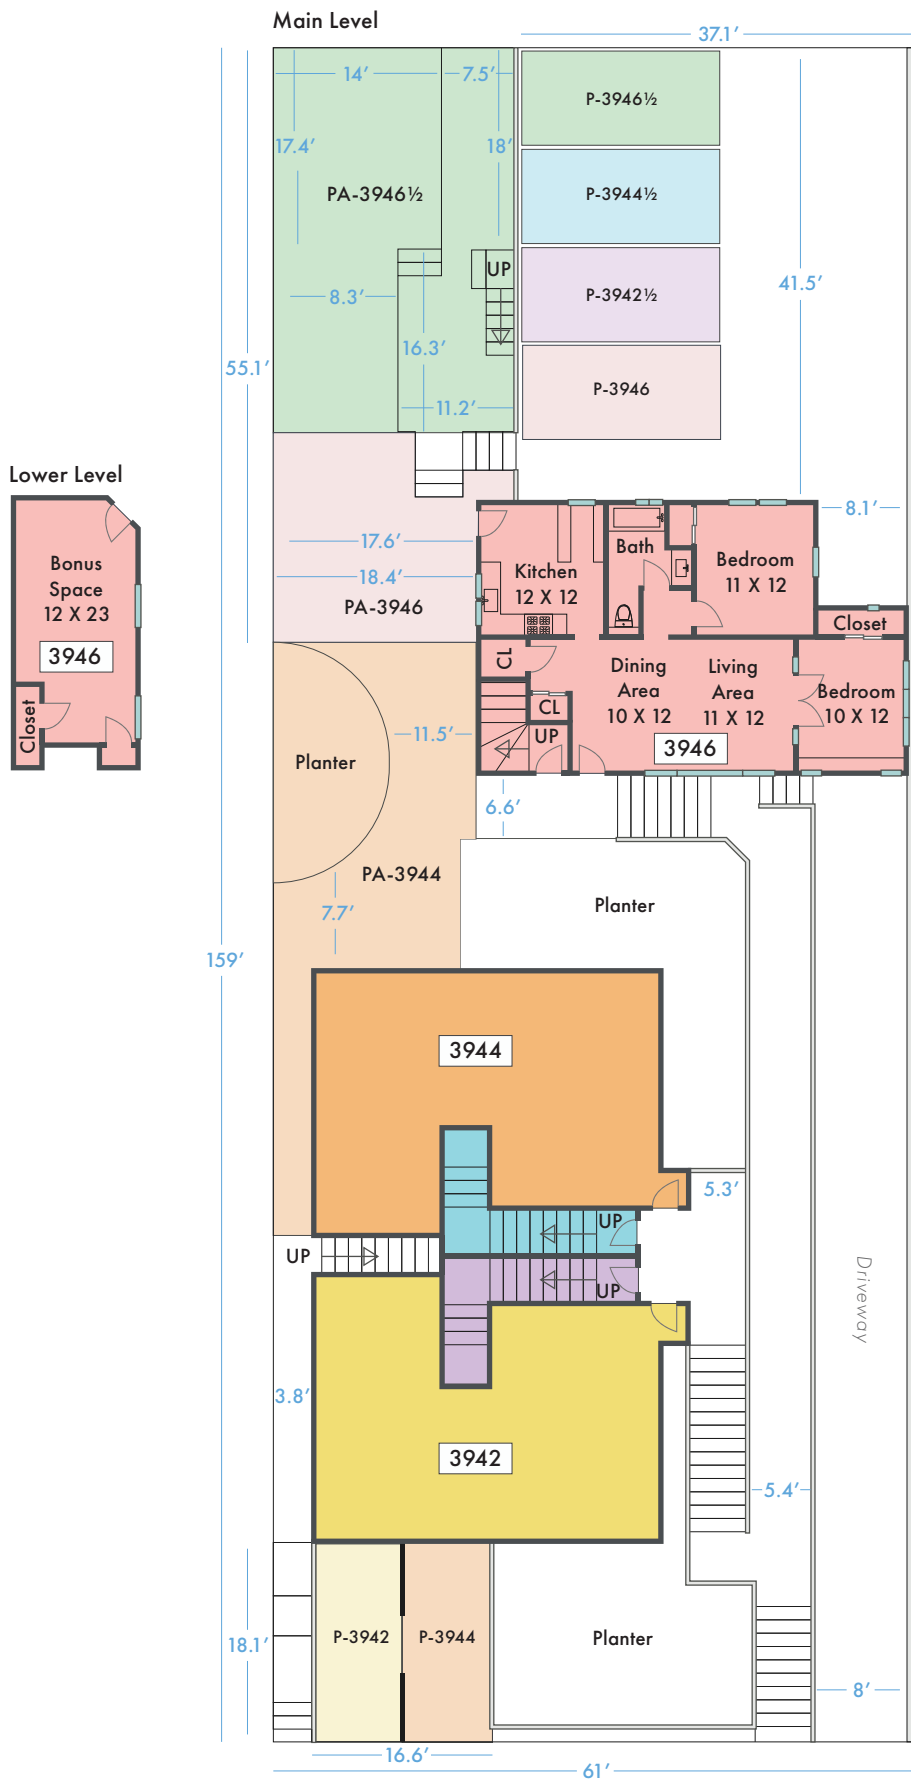 Main Level
37.1’
14’
7.5’
P-3946½
17.4’
18’
PA-3946½
P-3944½
UP
8.3’
P-3942½
41.5’
16.3’
55.1’
P-3946
11.2’
Lower Level
8.1’
17.6’
Bath
Bedroom
11 X 12
Kitchen
12 X 12
Bonus
Space
12 X 23
18.4’
PA-3946
Closet
3946
CL
Dining
Area
10 X 12
Living
Area
11 X 12
Bedroom
10 X 12
Closet
CL
11.5’
UP
3946
Planter
6.6’
PA-3944
Planter
7.7’
159’
3944
5.3’
UP
UP
UP
Driveway
3.8’
3942
5.4’
P-3942
P-3944
Planter
18.1’
8’
16.6’
61’